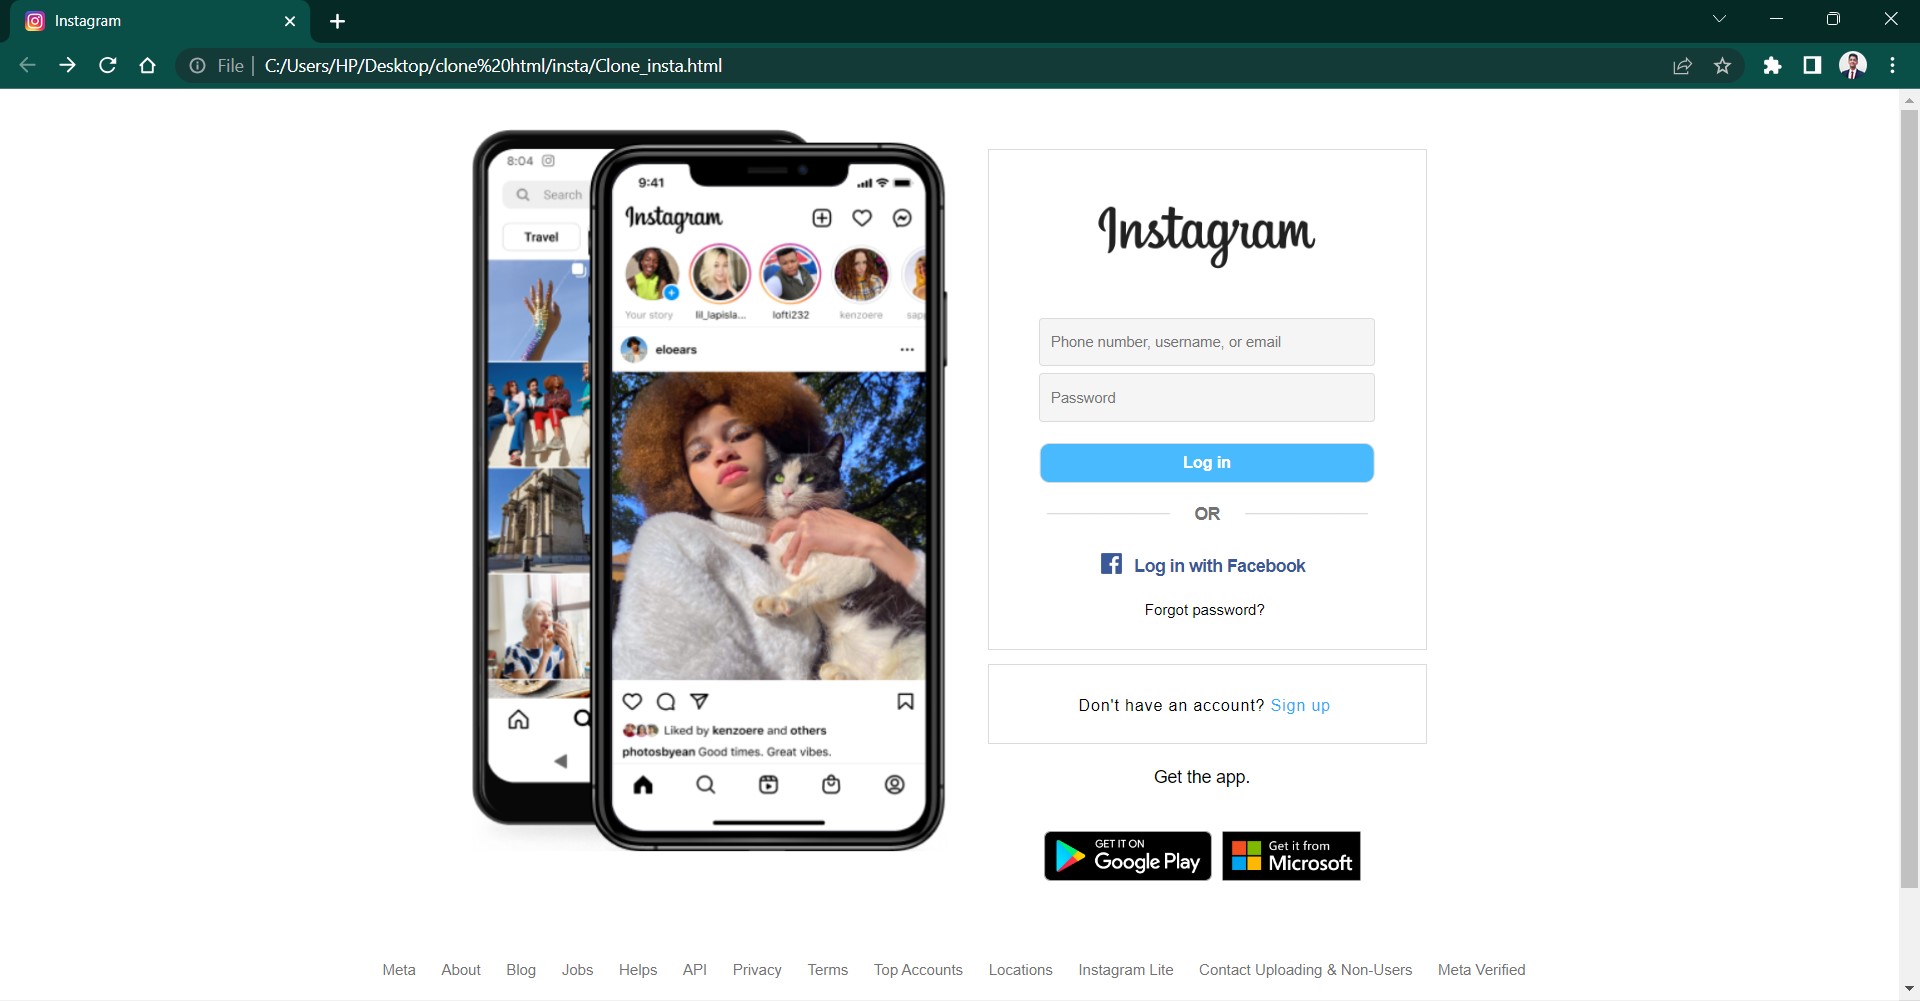 Instagram
File | C:/Users/HP/Desktop/clone%20html/insta/Clone_insta.html
8:04
Search
Travel
9:41
Instagram
Your story lil_lapisla... lofti232 kenzoere sap
eloears
Liked by kenzoere and others
photosbyean Good times. Great vibes.
Instagram
Phone number, username, or email
Password
Log in
OR
Log in with Facebook
Forgot password?
Don't have an account? Sign up
Get the app.
GET IT ON
Google Play
Get it from
Microsoft
Meta About Blog Jobs Helps API Privacy Terms Top Accounts Locations Instagram Lite Contact Uploading & Non-Users Meta Verified